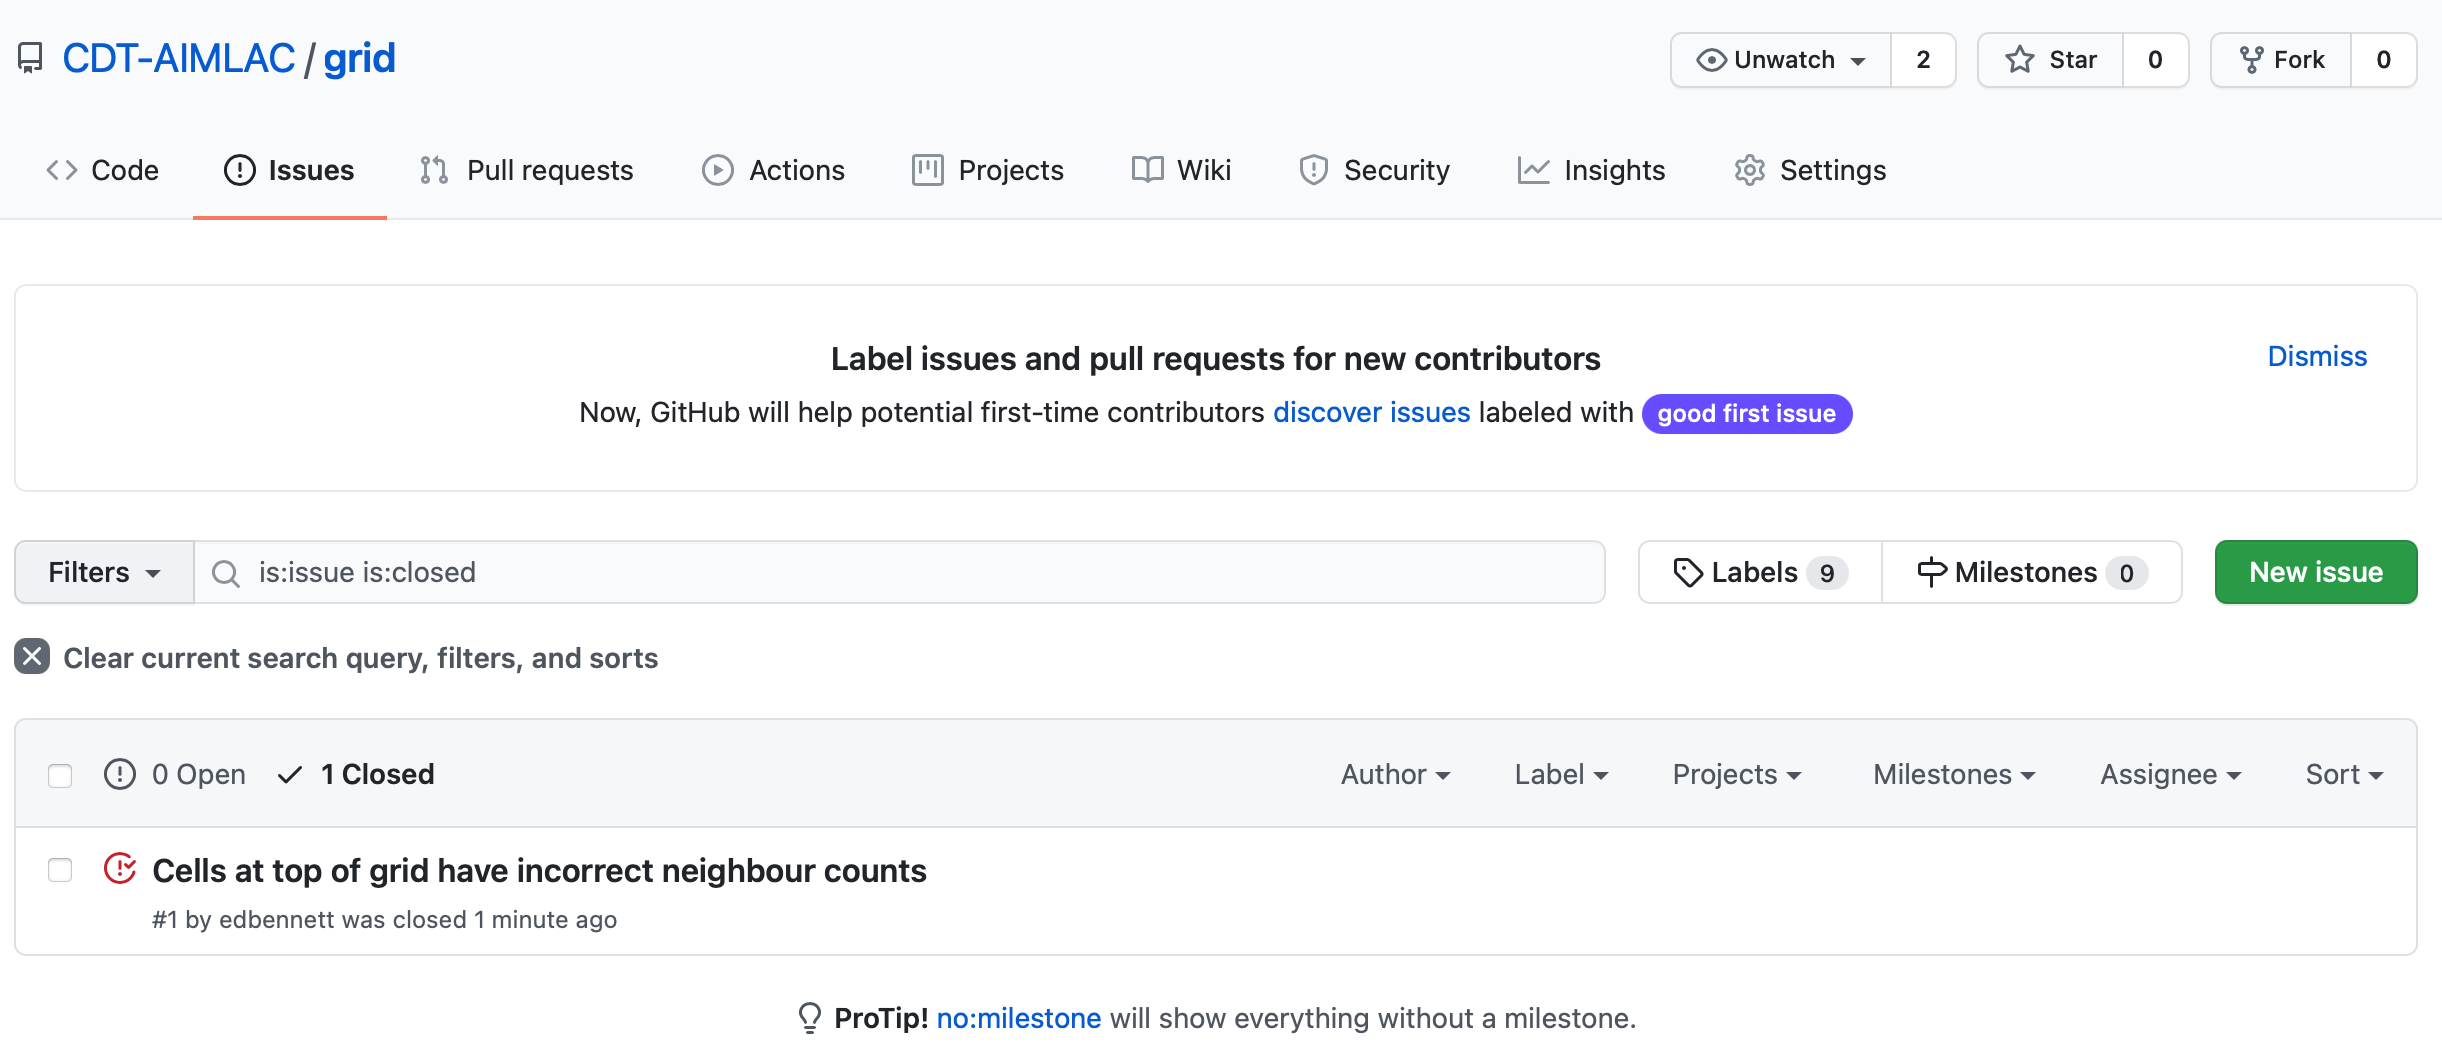 CDT-AIMLAC / grid
Unwatch 2 Star 0 Fork 0
Code Issues Pull requests Actions Projects Wiki Security Insights Settings
Label issues and pull requests for new contributors
Dismiss
Now, GitHub will help potential first-time contributors discover issues labeled with good first issue
Filters is:issue is:closed Labels 9 Milestones 0 New issue
Clear current search query, filters, and sorts
0 Open 1 Closed Author Label Projects Milestones Assignee Sort
Cells at top of grid have incorrect neighbour counts
#1 by edbennett was closed 1 minute ago
ProTip! no:milestone will show everything without a milestone.